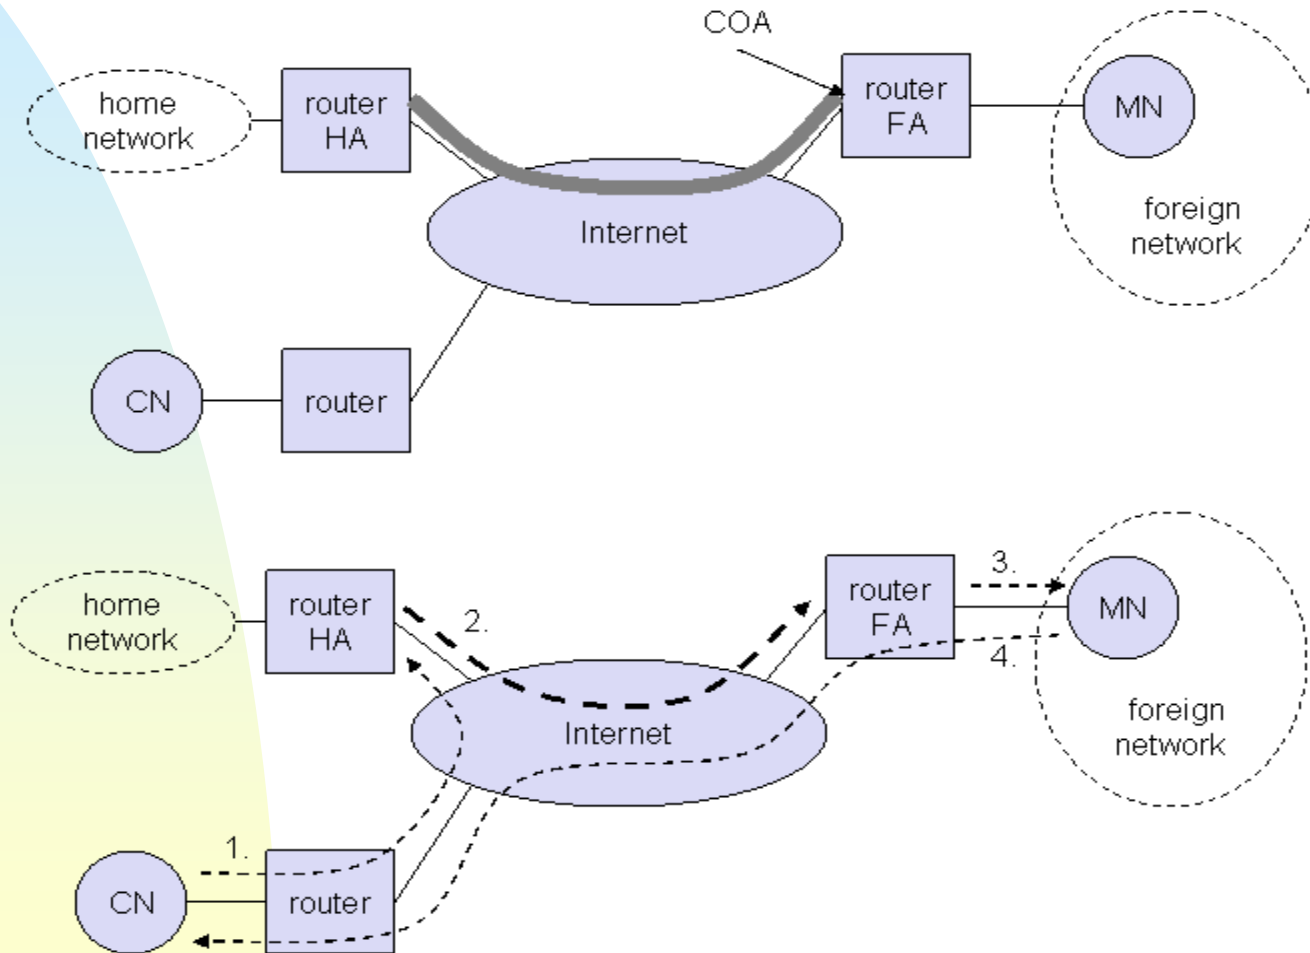 COA
home
network
router
HA
router
FA
MN
Internet
foreign
network
CN
router
home
network
router
HA
2.
router
FA
3.
MN
4.
Internet
foreign
network
1.
CN
router